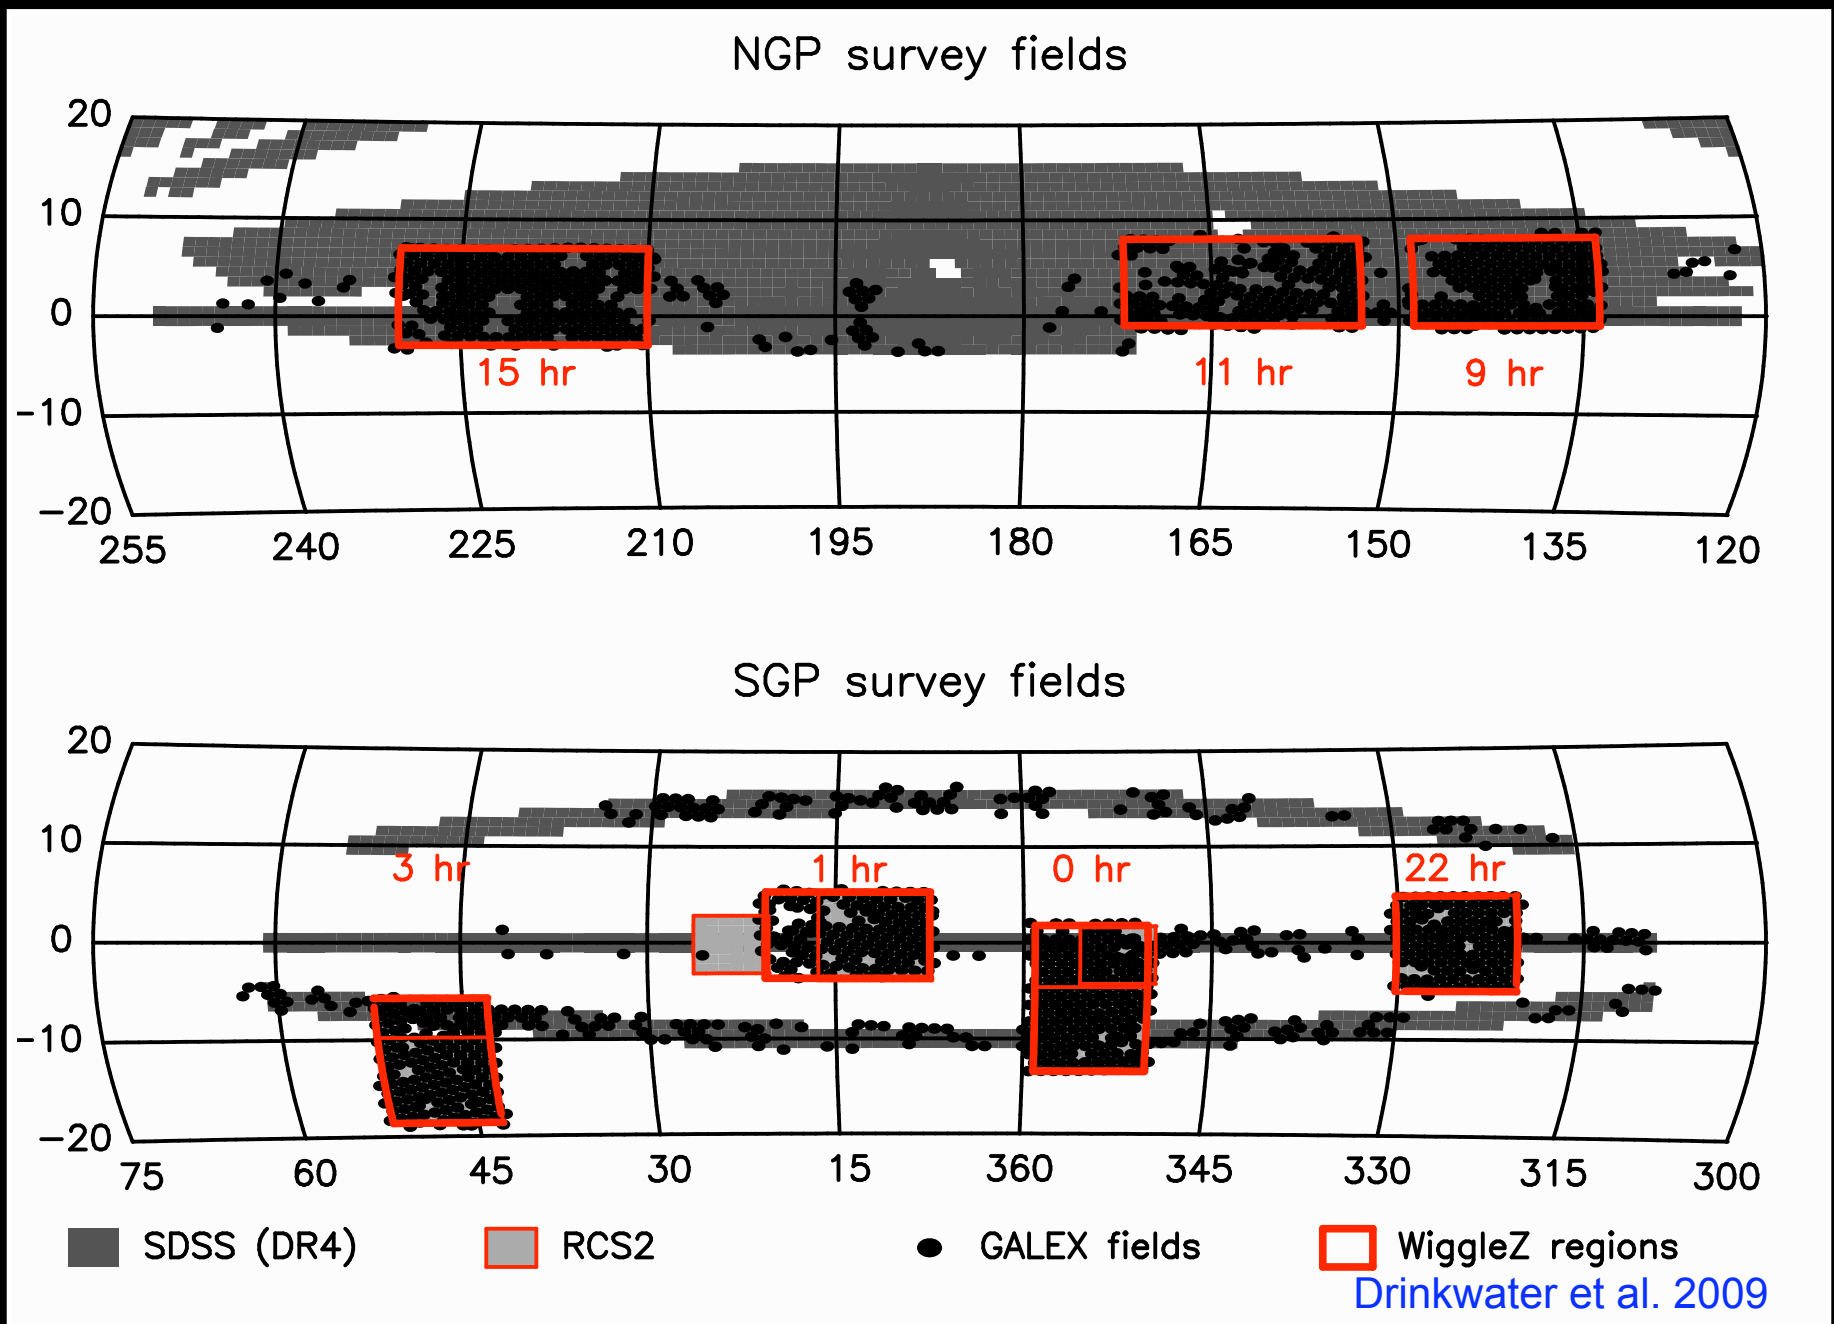 NGP survey fields
20
10
0
-10
-20
15 hr
11 hr
9 hr
255 240 225 210 195 180 165 150 135 120
SGP survey fields
20
10
0
-10
-20
3 hr
1 hr
0 hr
22 hr
75 60 45 30 15 360 345 330 315 300
SDSS (DR4) RCS2 GALEX fields WiggleZ regions
Drinkwater et al. 2009